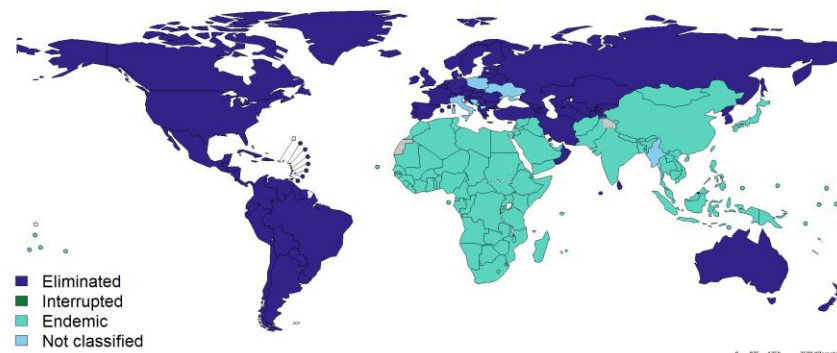 Eliminated
Interrupted
Endemic
Not classified